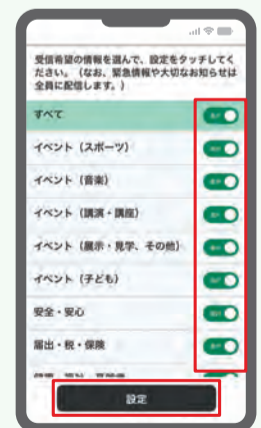 受信希望の情報を選んで、設定をタッチしてく
ださい。（なお、緊急情報や大切なお知らせは
全員に配信します。）
すべて
イベント（スポーツ）
イベント（音楽）
イベント（講演・講座）
イベント（展示・見学、その他）
イベント（子ども）
安全・安心
届出・税・保険
設定